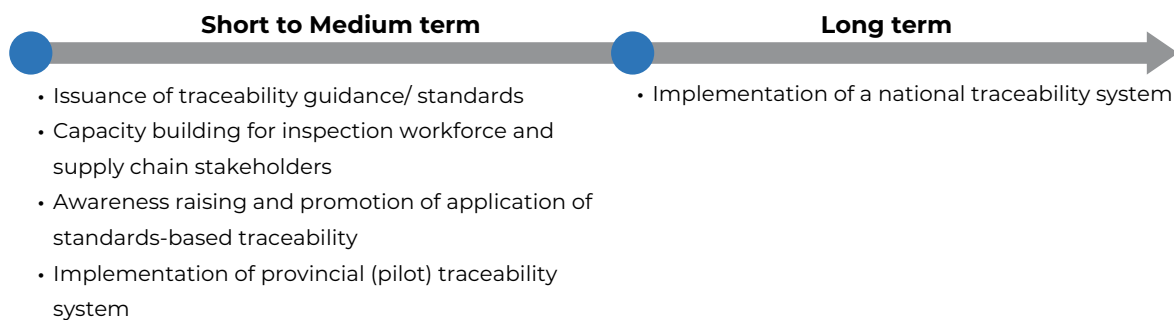 Short to Medium term
Long term
• Issuance of traceability guidance/ standards
• Capacity building for inspection workforce and
supply chain stakeholders
• Awareness raising and promotion of application of
standards-based traceability
• Implementation of provincial (pilot) traceability
system
• Implementation of a national traceability system